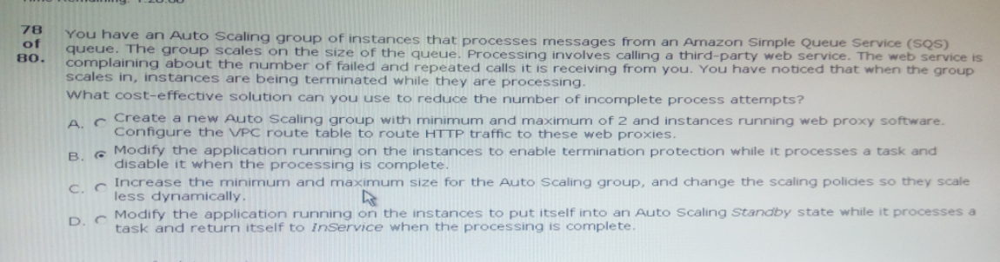 78
of
80.
You have an Auto Scaling group of instances that processes messages from an Amazon Simple Queue Service (SQS)
queue. The group scales on the size of the queue. Processing involves calling a third-party web service. The web service is
complaining about the number of failed and repeated calls it is receiving from you. You have noticed that when the group
scales in, instances are being terminated while they are processing.
What cost-effective solution can you use to reduce the number of incomplete process attempts?
A. Create a new Auto Scaling group with minimum and maximum of 2 and instances running web proxy software.
Configure the VPC route table to route HTTP traffic to these web proxies.
B. Modify the application running on the instances to enable termination protection while it processes a task and
disable it when the processing is complete.
C. Increase the minimum and maximum size for the Auto Scaling group, and change the scaling policies so they scale
less dynamically.
D. Modify the application running on the instances to put itself into an Auto Scaling Standby state while it processes a
task and return itself to InService when the processing is complete.